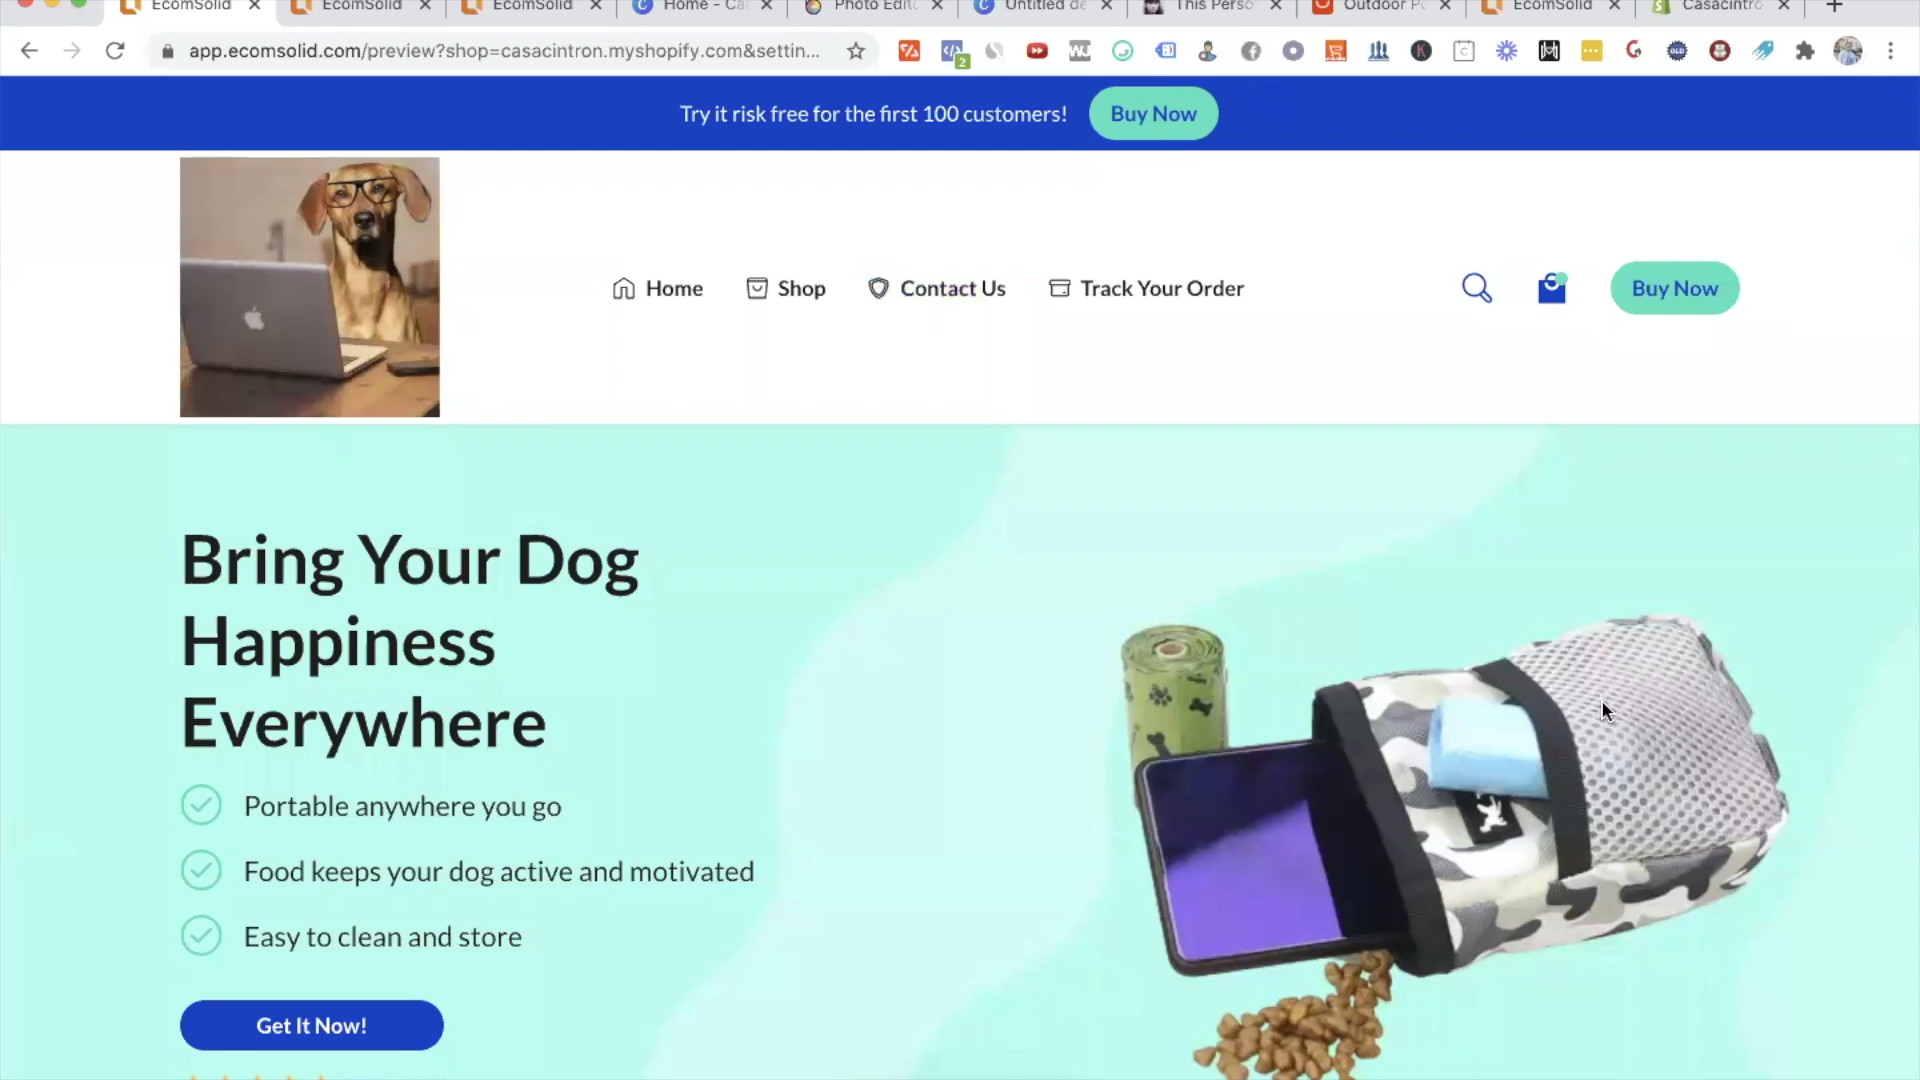 EcomSolid
EcomSolid
EcomSolid
Home - Ca
Photo Edit
Untitled de
This Perso
Outdoor P
EcomSolid
Casacintro
app.ecomsolid.com/preview?shop=casacintron.myshopify.com&settin...
2
Try it risk free for the first 100 customers!
Buy Now
Home
Shop
Contact Us
Track Your Order
Buy Now
Bring Your Dog
Happiness
Everywhere
Portable anywhere you go
Food keeps your dog active and motivated
Easy to clean and store
Get It Now!